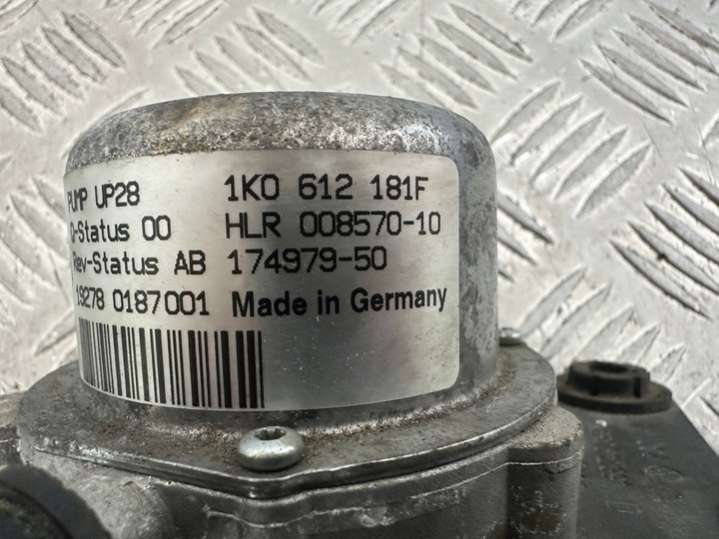 PUMP UP28 1K0 612 181F
Q-Status 00 HLR 008570-10
Rev-Status AB 174979-50
19278 0187001 Made in Germany